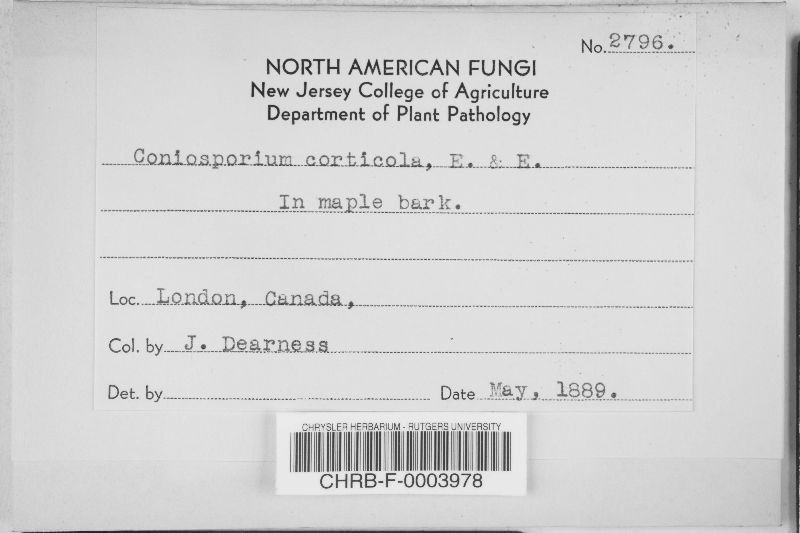 No. 2796.
NORTH AMERICAN FUNGI
New Jersey College of Agriculture
Department of Plant Pathology
Coniosporium corticola, E. & E.
In maple bark.
Loc. London, Canada,
Col. by J. Dearness
Det. by Date May, 1889.
CHRYSLER HERBARIUM - RUTGERS UNIVERSITY
CHRB-F-0003978